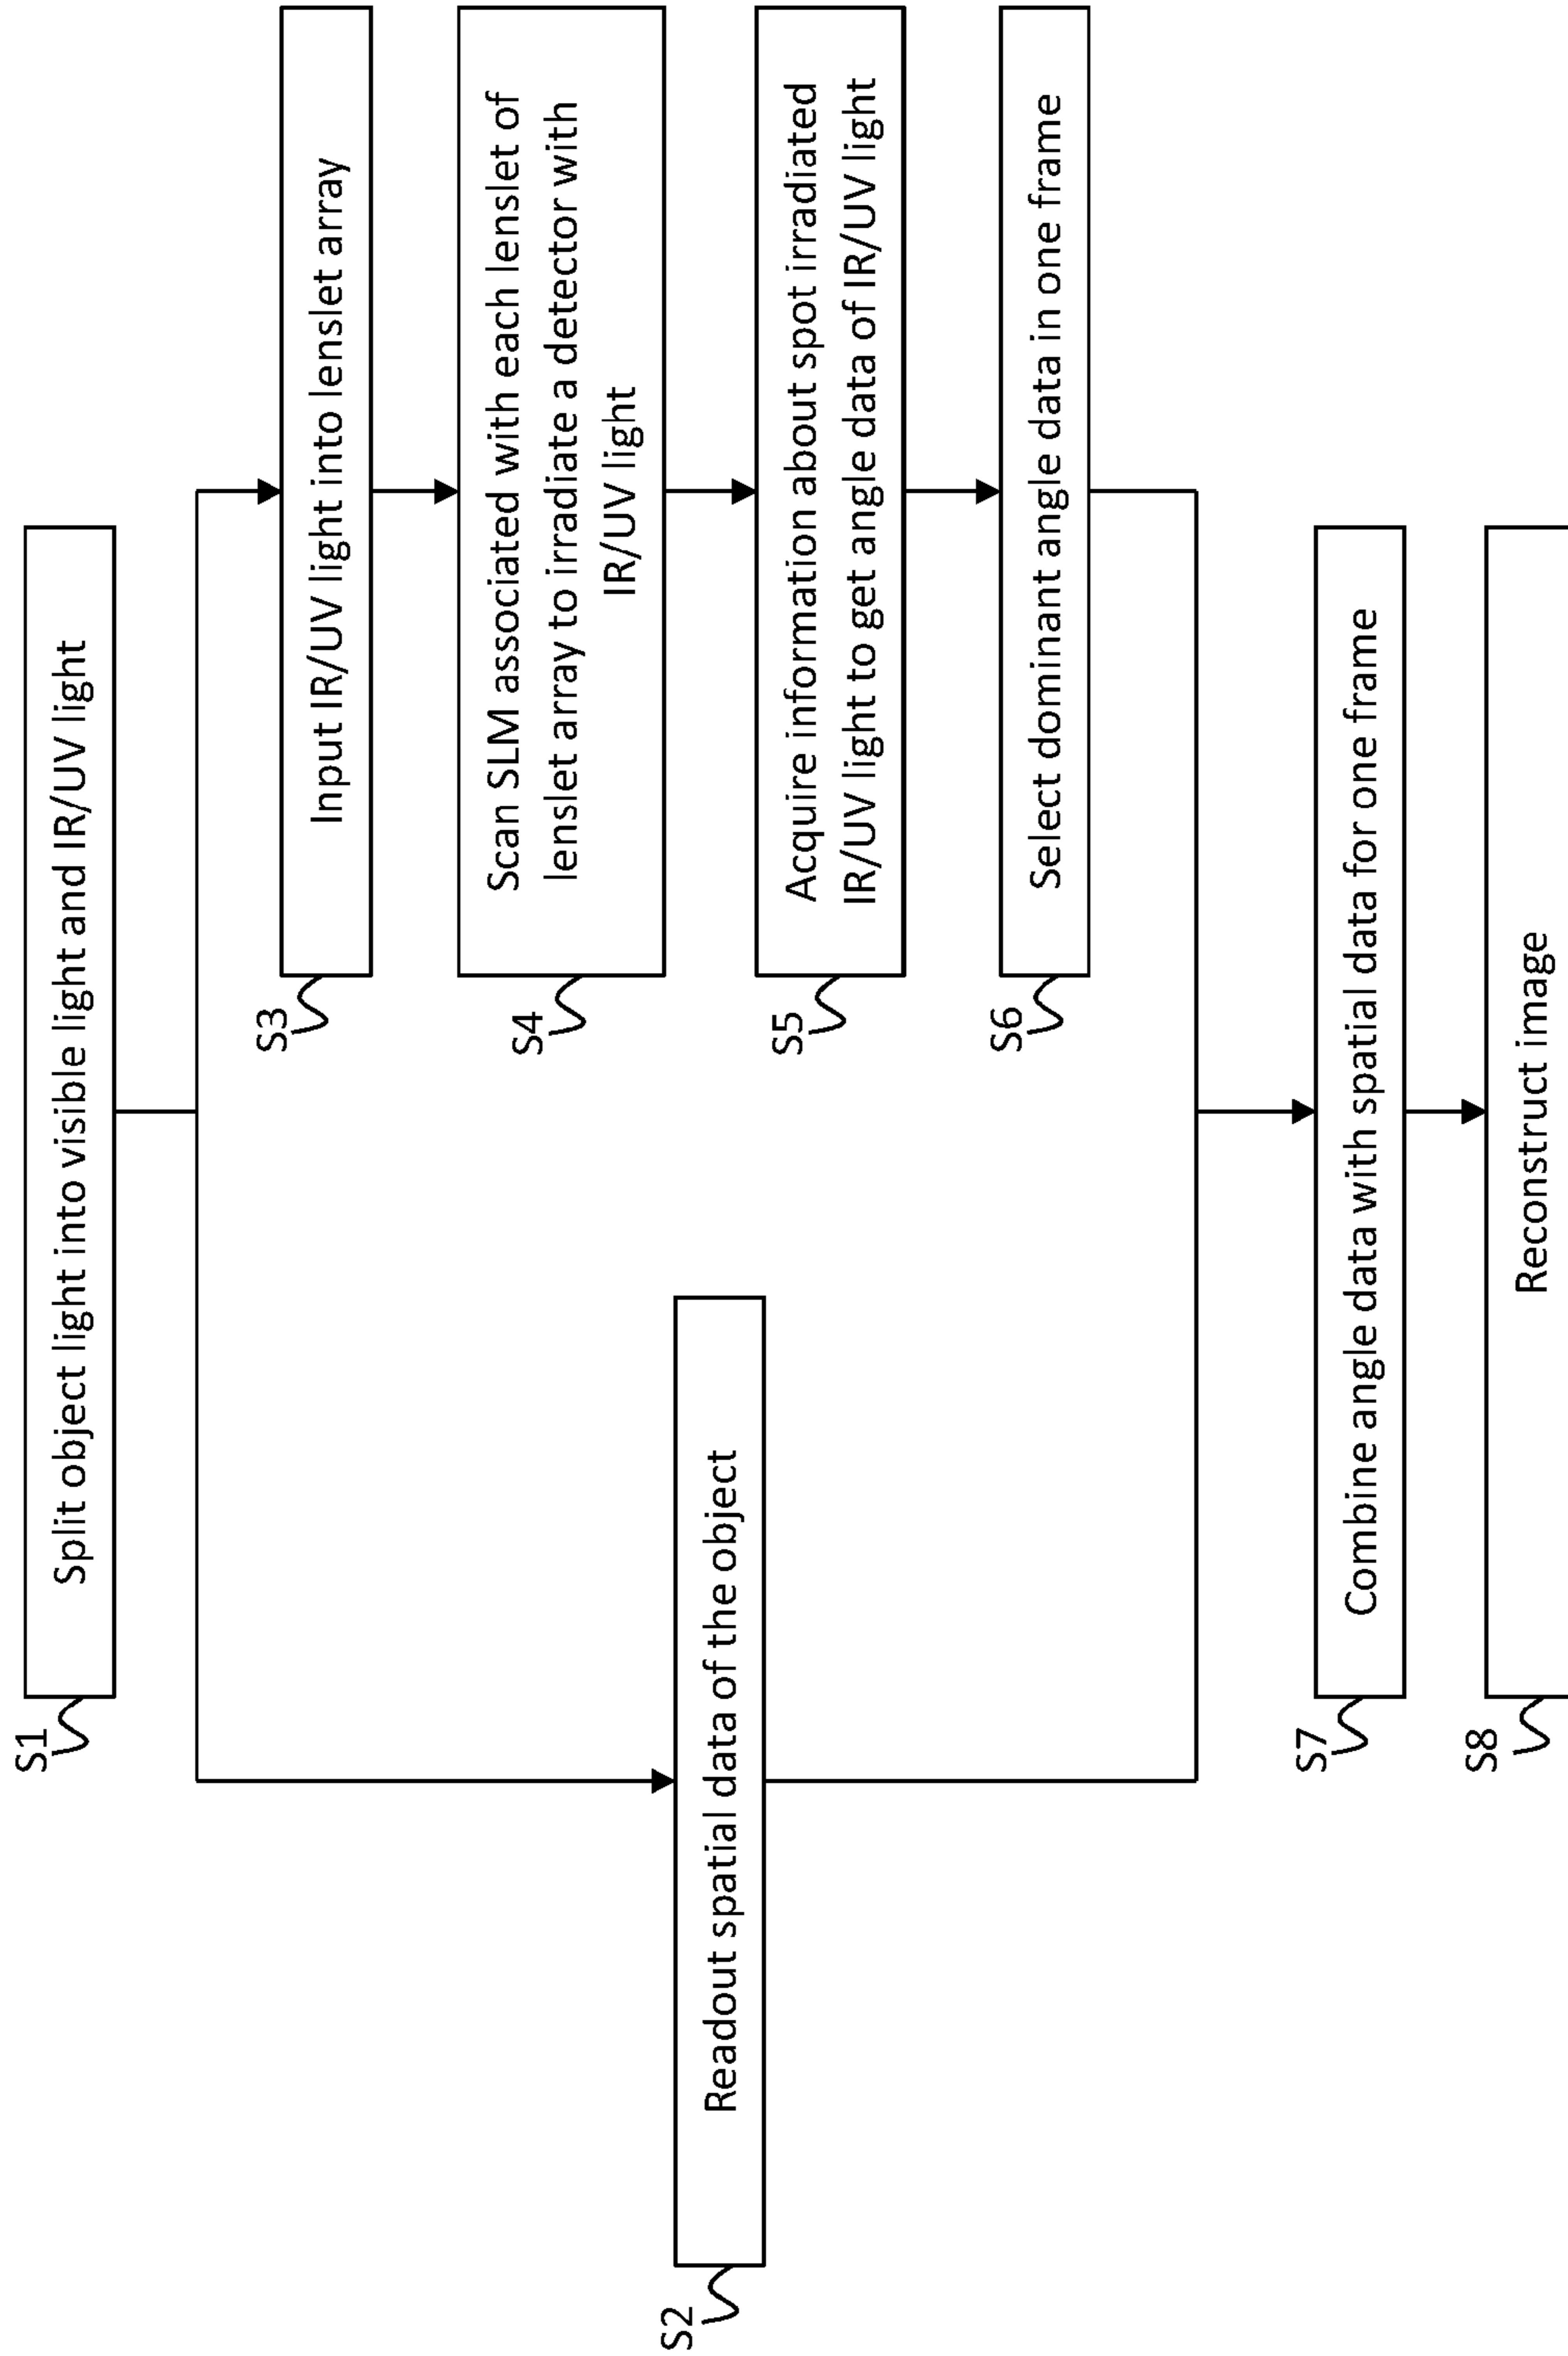 S1
Split object light into visible light and IR/UV light
S2
Readout spatial data of the object
S3
Input IR/UV light into lenslet array
S4
Scan SLM associated with each lenslet of
lenslet array to irradiate a detector with
IR/UV light
S5
Acquire information about spot irradiated
IR/UV light to get angle data of IR/UV light
S6
Select dominant angle data in one frame
S7
Combine angle data with spatial data for one frame
S8
Reconstruct image